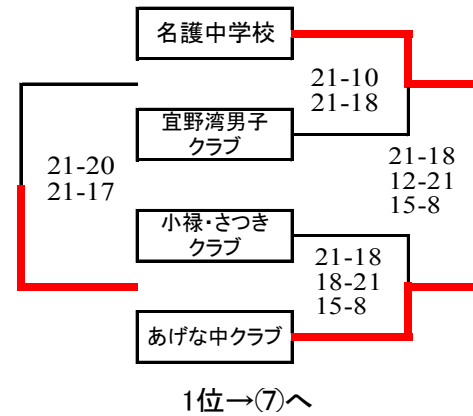 名護中学校
21-10
21-18
宜野湾男子
クラブ
21-20
21-17
21-18
12-21
15-8
小禄・さつき
クラブ
21-18
18-21
15-8
あげな中クラブ
1位→⑦へ